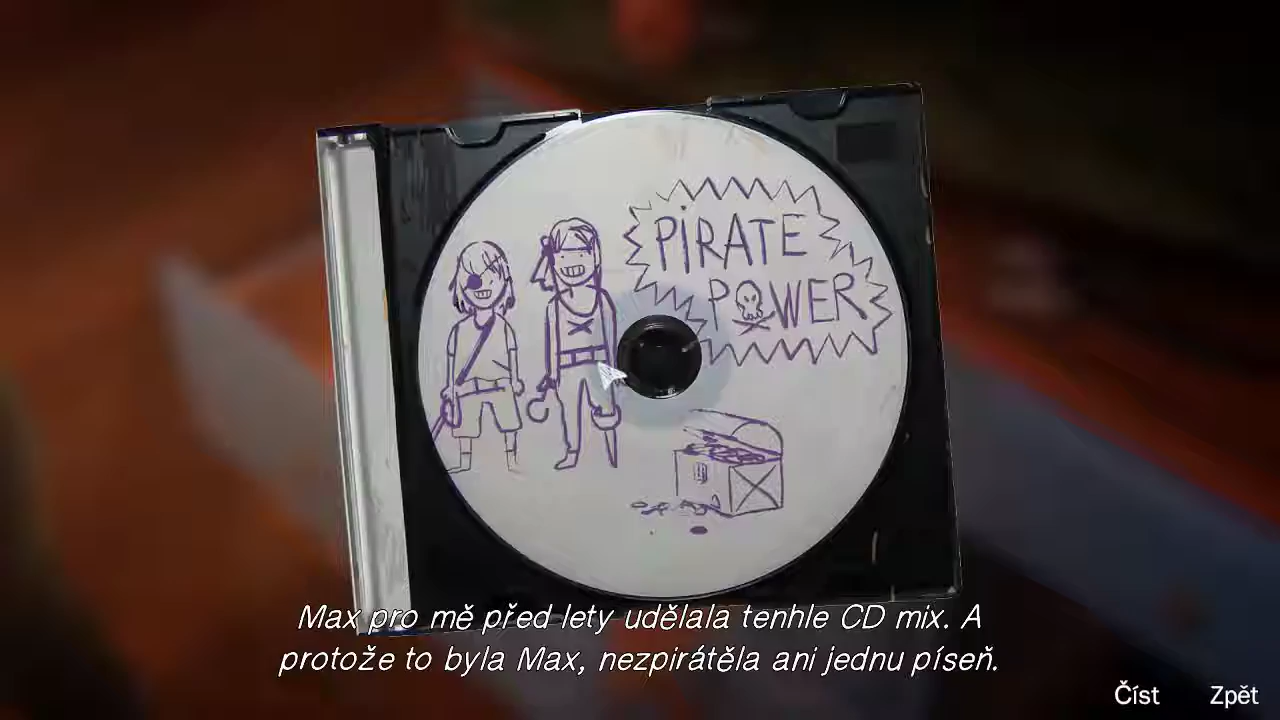 PIRATE
POWER
Max pro mě před lety udělala tenhle CD mix. A
protože to byla Max, nezpirátěla ani jednu píseň.
Číst Zpět